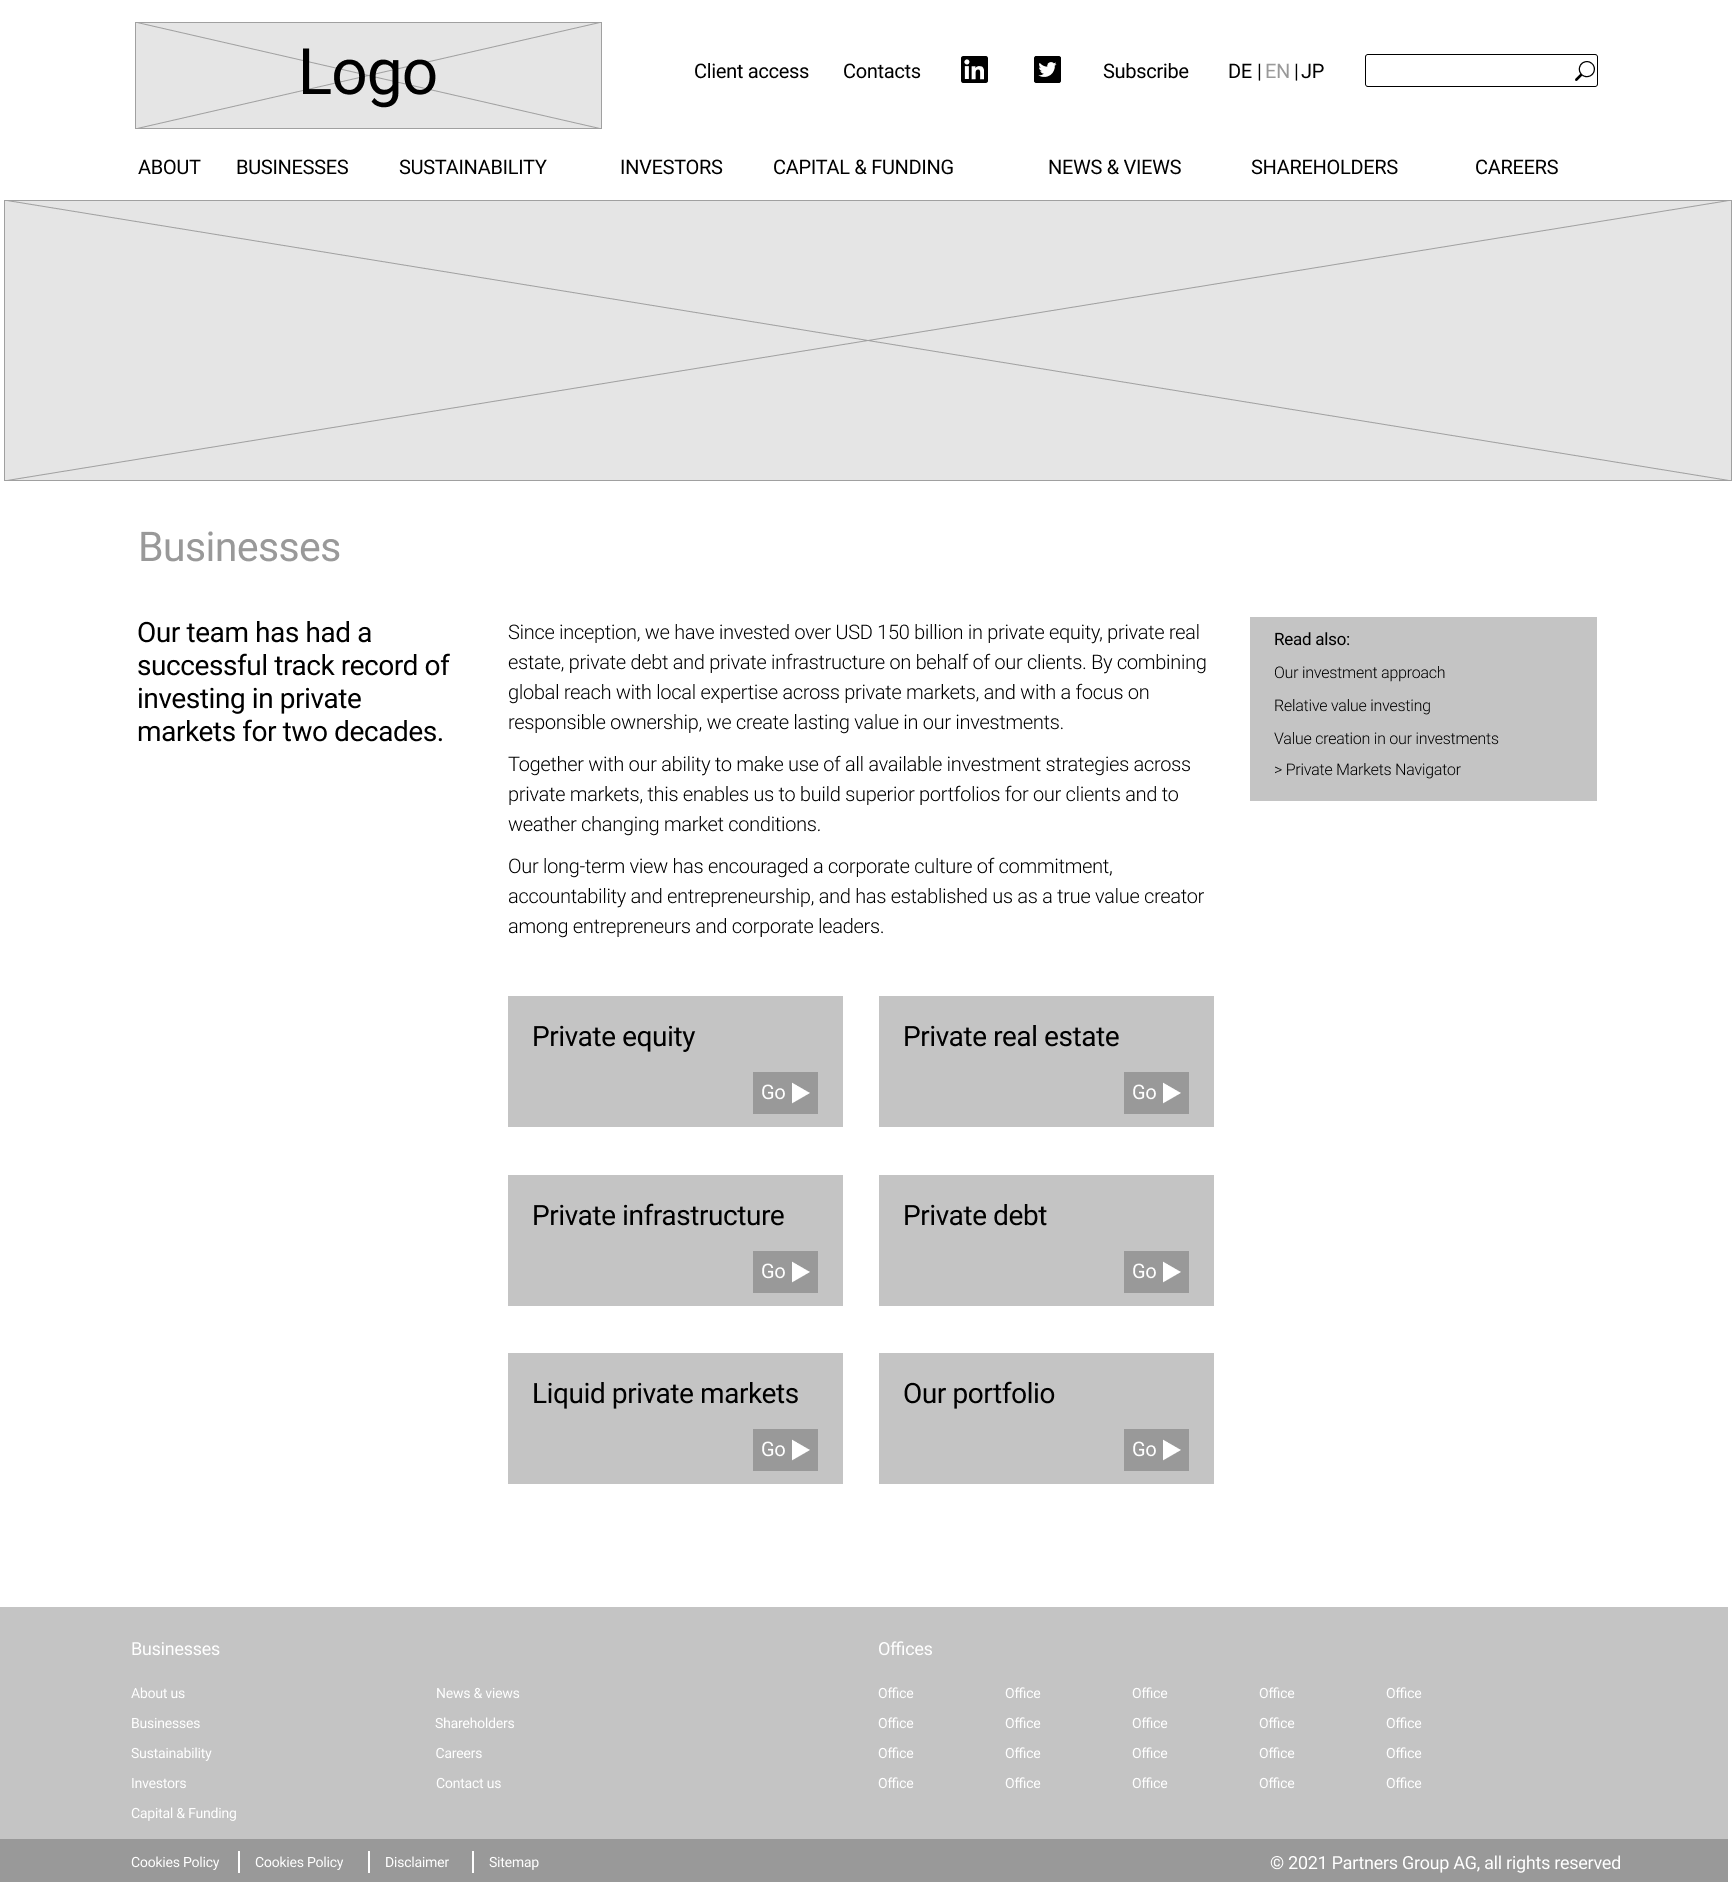 Logo
Client access Contacts in Subscribe DE | EN | JP
ABOUT BUSINESSES SUSTAINABILITY INVESTORS CAPITAL & FUNDING NEWS & VIEWS SHAREHOLDERS CAREERS
Businesses
Our team has had a
successful track record of
investing in private
markets for two decades.
Since inception, we have invested over USD 150 billion in private equity, private real
estate, private debt and private infrastructure on behalf of our clients. By combining
global reach with local expertise across private markets, and with a focus on
responsible ownership, we create lasting value in our investments.
Together with our ability to make use of all available investment strategies across
private markets, this enables us to build superior portfolios for our clients and to
weather changing market conditions.
Our long-term view has encouraged a corporate culture of commitment,
accountability and entrepreneurship, and has established us as a true value creator
among entrepreneurs and corporate leaders.
Read also:
Our investment approach
Relative value investing
Value creation in our investments
> Private Markets Navigator
Private equity
Go
Private real estate
Go
Private infrastructure
Go
Private debt
Go
Liquid private markets
Go
Our portfolio
Go
Businesses
About us
Businesses
Sustainability
Investors
Capital & Funding
News & views
Shareholders
Careers
Contact us
Offices
Office Office Office Office Office
Office Office Office Office Office
Office Office Office Office Office
Office Office Office Office Office
Cookies Policy Cookies Policy Disclaimer Sitemap
© 2021 Partners Group AG, all rights reserved